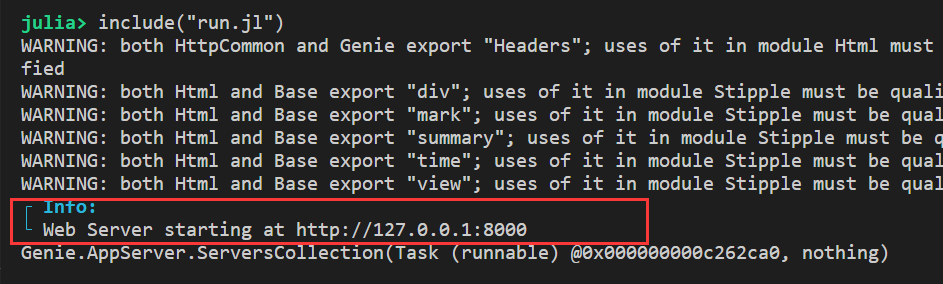 julia> include("run.jl")
WARNING: both HttpCommon and Genie export "Headers"; uses of it in module Html must
fied
WARNING: both Html and Base export "div"; uses of it in module Stipple must be quali
WARNING: both Html and Base export "mark"; uses of it in module Stipple must be qual
WARNING: both Html and Base export "summary"; uses of it in module Stipple must be q
WARNING: both Html and Base export "time"; uses of it in module Stipple must be qual
WARNING: both Html and Base export "view"; uses of it in module Stipple must be qual
┌ Info:
└ Web Server starting at http://127.0.0.1:8000
Genie.AppServer.ServersCollection(Task (runnable) @0x000000000c262ca0, nothing)